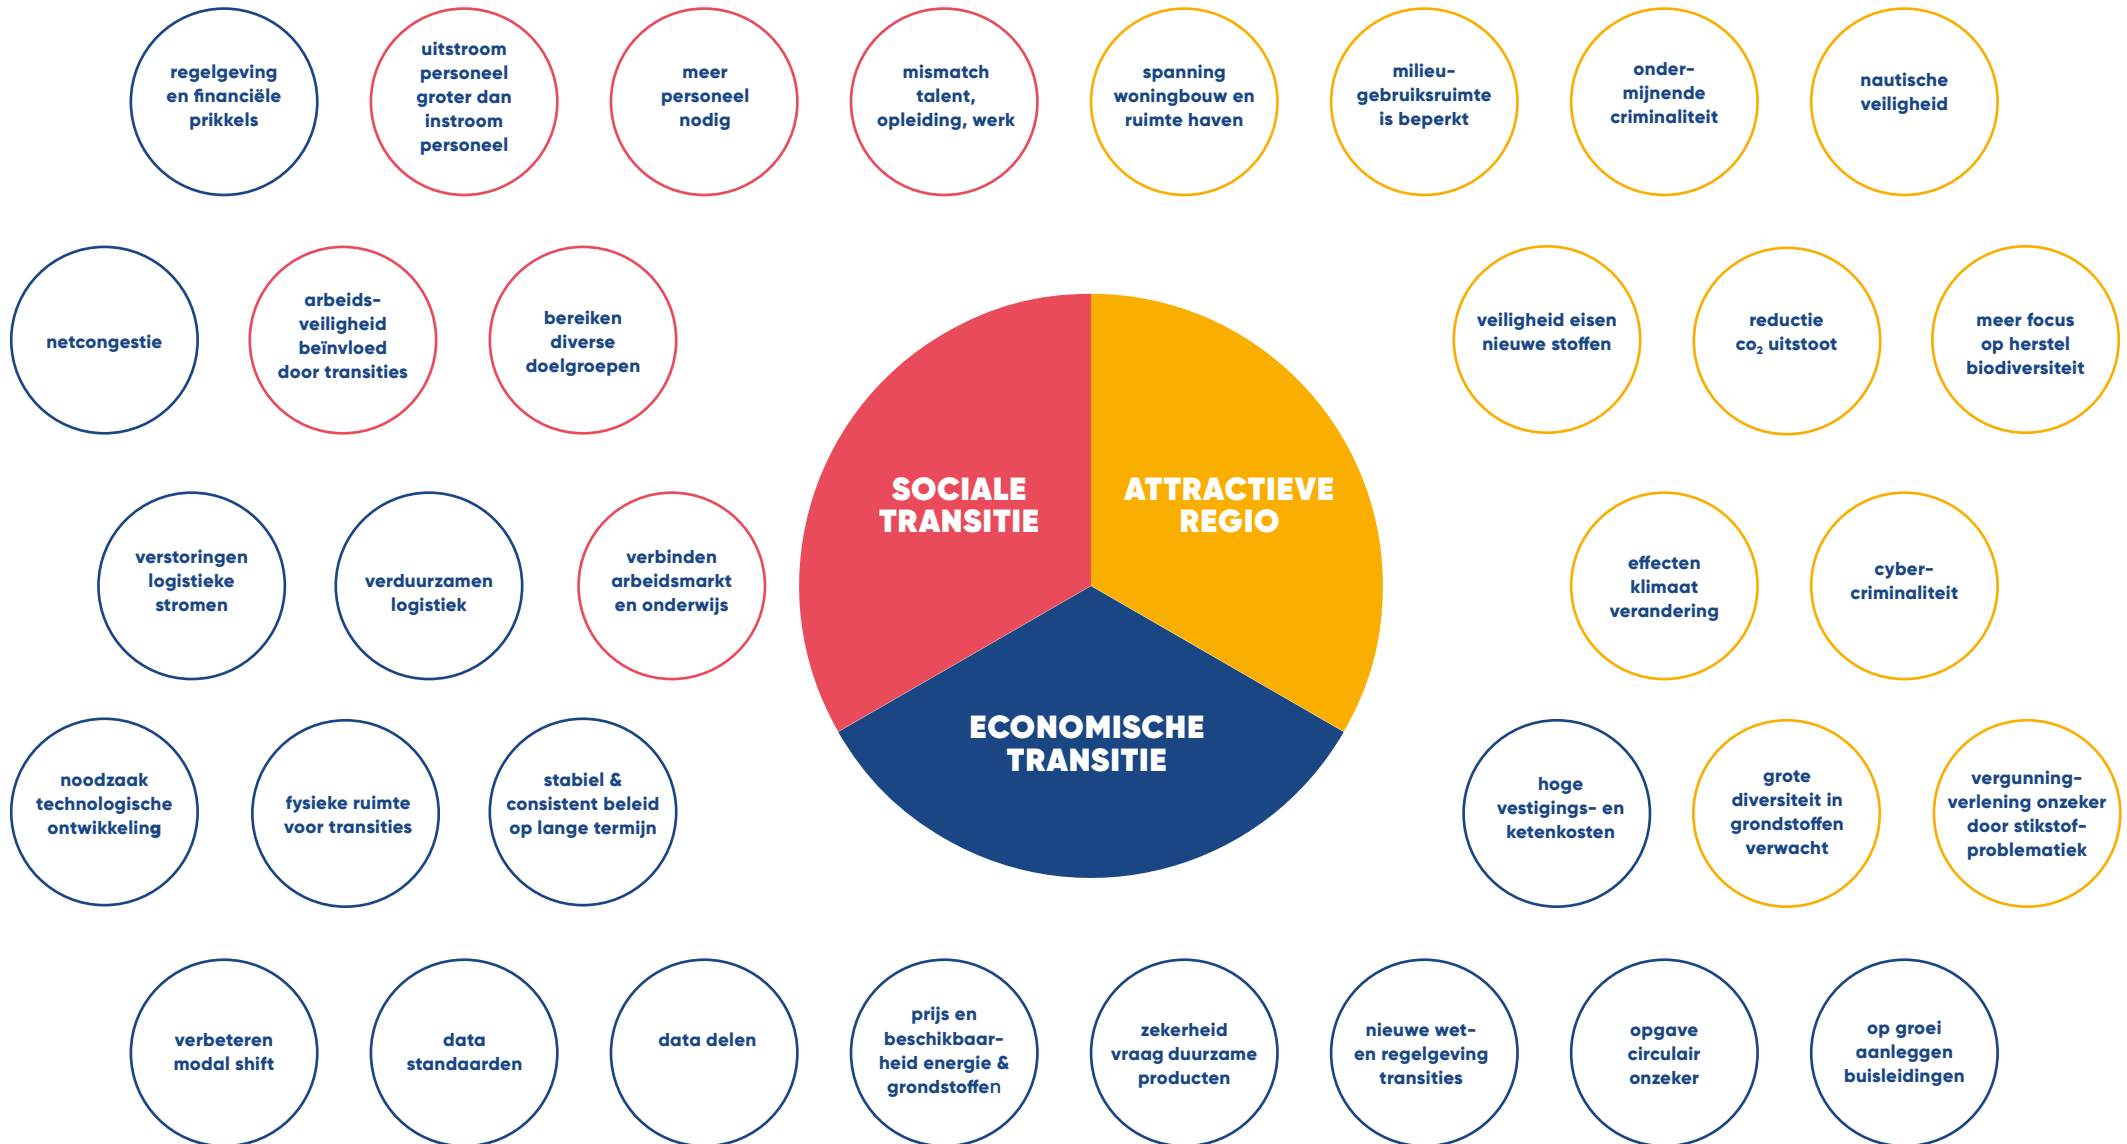 regelgeving
en financiële
prikkels
uitstroom
personeel
groter dan
instroom
personeel
meer
personeel
nodig
mismatch
talent,
opleiding, werk
spanning
woningbouw en
ruimte haven
milieu-
gebruiksruimte
is beperkt
onder-
mijnende
criminaliteit
nautische
veiligheid
netcongestie
arbeids-
veiligheid
beïnvloed
door transities
bereiken
diverse
doelgroepen
veiligheid eisen
nieuwe stoffen
reductie
co₂ uitstoot
meer focus
op herstel
biodiversiteit
SOCIALE
TRANSITIE
ATTRACTIEVE
REGIO
verstoringen
logistieke
stromen
verduurzamen
logistiek
verbinden
arbeidsmarkt
en onderwijs
effecten
klimaat
verandering
cyber-
criminaliteit
ECONOMISCHE
TRANSITIE
noodzaak
technologische
ontwikkeling
fysieke ruimte
voor transities
stabiel &
consistent beleid
op lange termijn
hoge
vestigings- en
ketenkosten
grote
diversiteit in
grondstoffen
verwacht
vergunning-
verlening onzeker
door stikstof-
problematiek
verbeteren
modal shift
data
standaarden
data delen
prijs en
beschikbaar-
heid energie &
grondstoffen
zekerheid
vraag duurzame
producten
nieuwe wet-
en regelgeving
transities
opgave
circulair
onzeker
op groei
aanleggen
buisleidingen